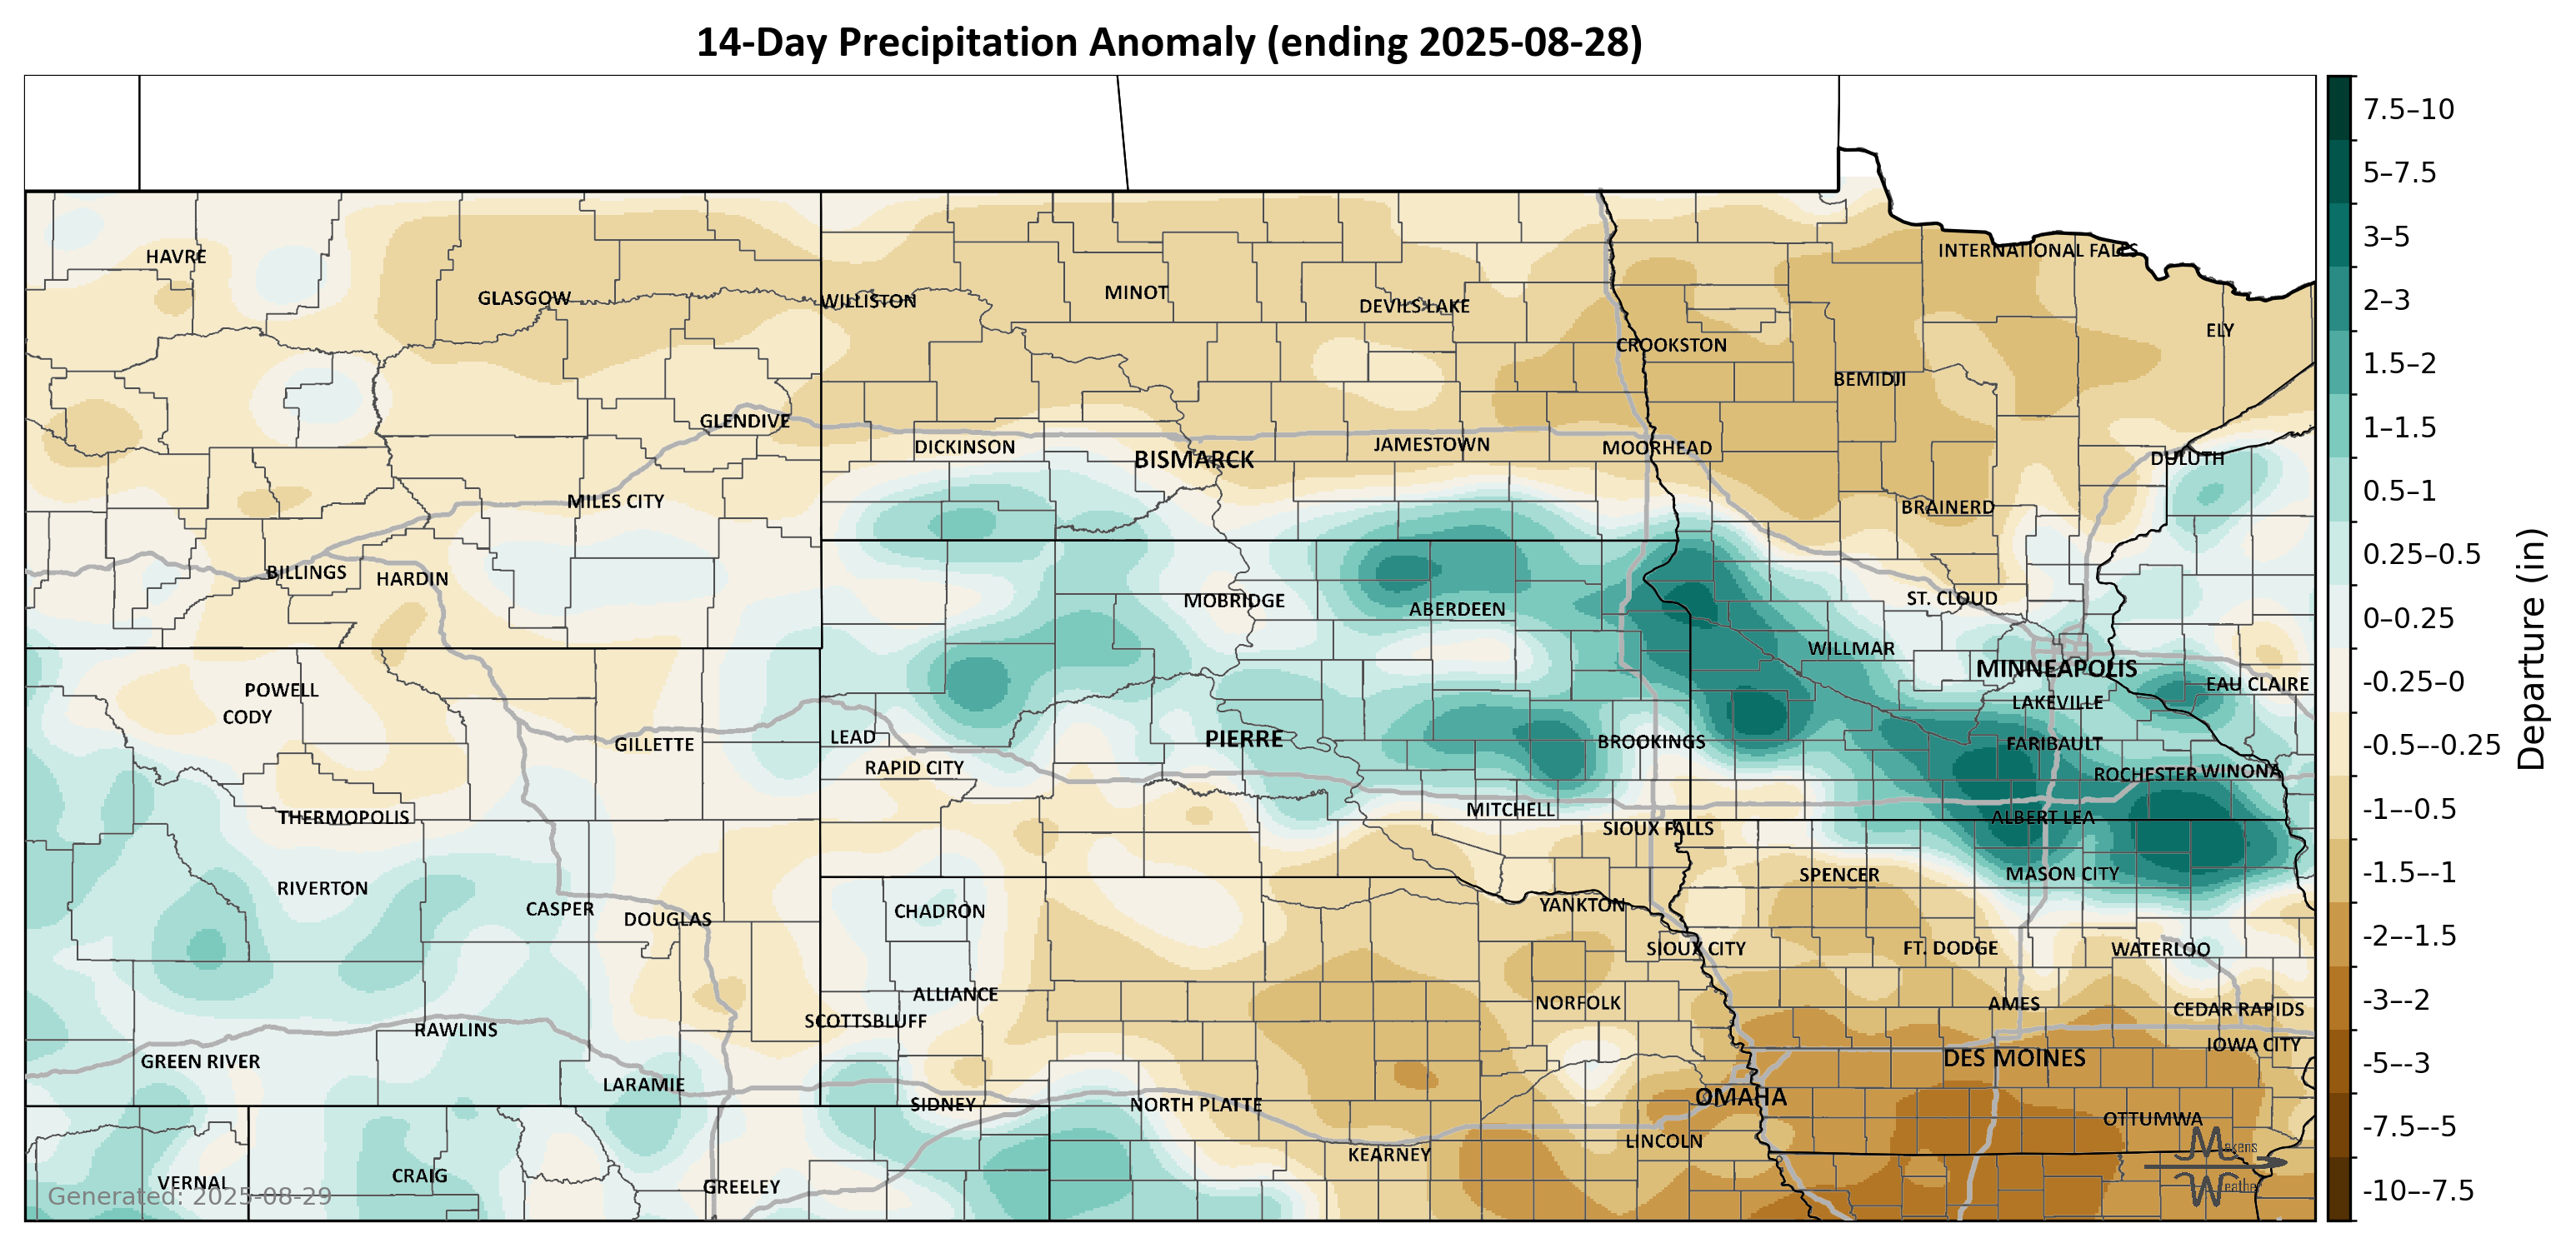 14-Day Precipitation Anomaly (ending 2025-08-28)
HAVRE
GLASGOW
WILLISTON
MINOT
DEVILS LAKE
CROOKSTON
INTERNATIONAL FALLS
ELY
BEMIDJI
GLENDIVE
DICKINSON
BISMARCK
JAMESTOWN
MOORHEAD
DULUTH
MILES CITY
BRAINERD
BILLINGS
HARDIN
MOBRIDGE
ABERDEEN
ST. CLOUD
WILLMAR
MINNEAPOLIS
EAU CLAIRE
POWELL
CODY
LAKEVILLE
GILLETTE
LEAD
PIERRE
BROOKINGS
FARIBAULT
RAPID CITY
ROCHESTER
WINONA
THERMOPOLIS
MITCHELL
ALBERT LEA
SIOUX FALLS
RIVERTON
SPENCER
MASON CITY
CASPER
DOUGLAS
CHADRON
YANKTON
SIOUX CITY
FT. DODGE
WATERLOO
ALLIANCE
NORFOLK
AMES
CEDAR RAPIDS
SCOTTSBLUFF
RAWLINS
GREEN RIVER
DES MOINES
IOWA CITY
LARAMIE
OMAHA
SIDNEY
NORTH PLATTE
OTTUMWA
LINCOLN
KEARNEY
VERNAL
CRAIG
GREELEY
Generated: 2025-08-29
Makens
Weather
7.5–10
5–7.5
3–5
2–3
1.5–2
1–1.5
0.5–1
0.25–0.5
0–0.25
-0.25–0
-0.5–-0.25
-1–-0.5
-1.5–-1
-2–-1.5
-3–-2
-5–-3
-7.5–-5
-10–-7.5
Departure (in)